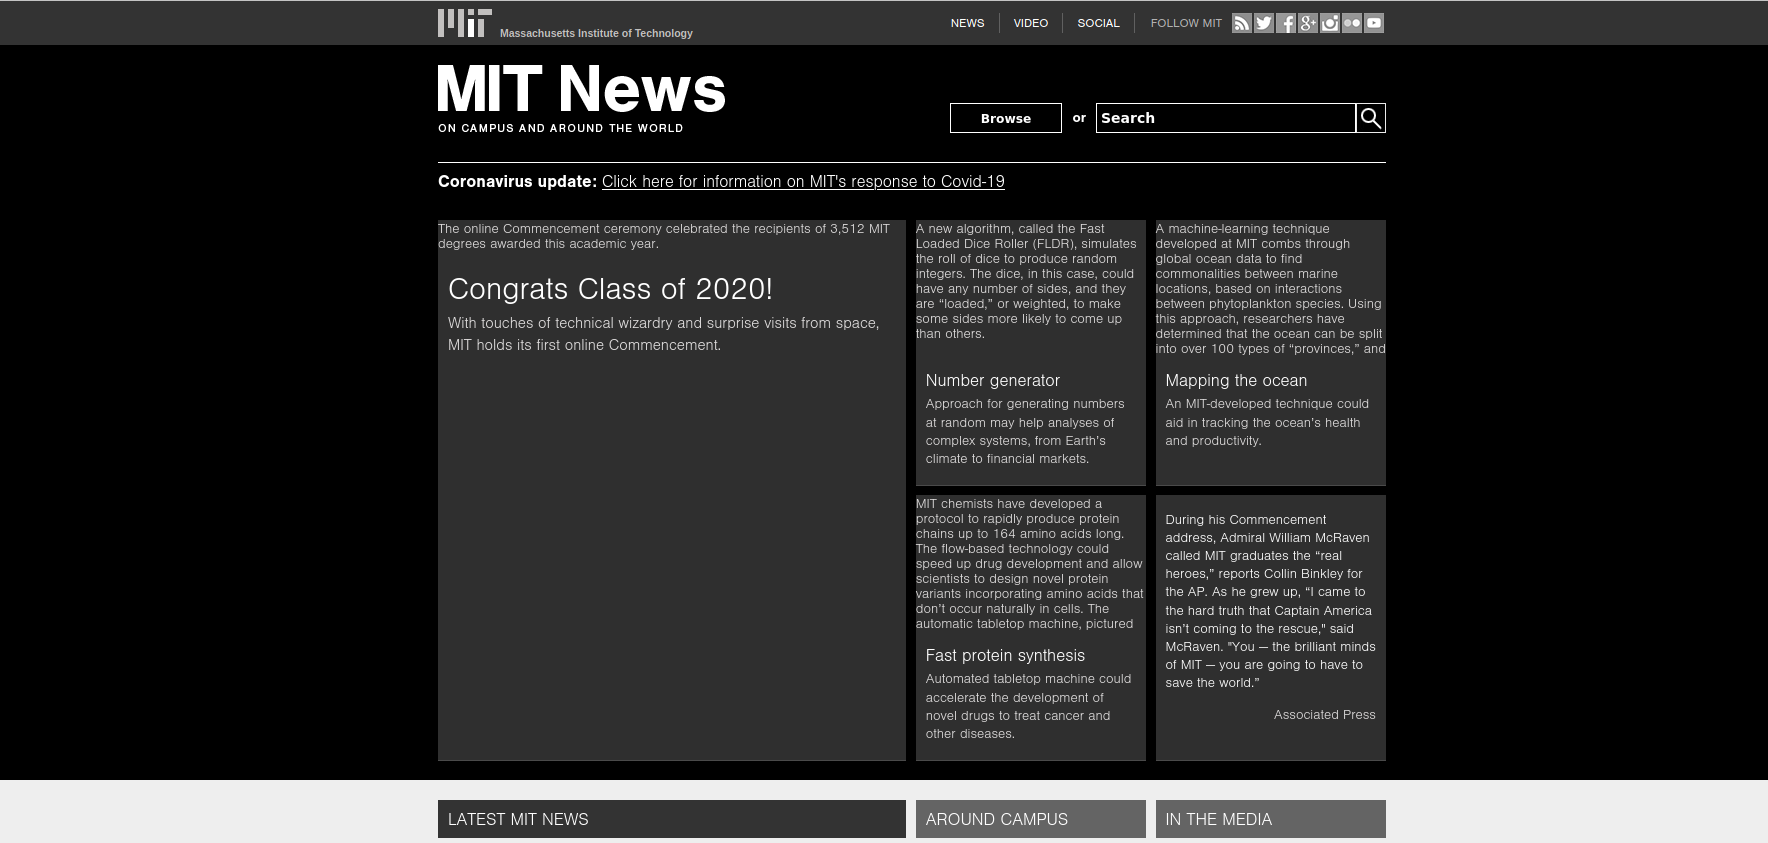 MIT
Massachusetts Institute of Technology
NEWS
VIDEO
SOCIAL
FOLLOW MIT
MIT News
ON CAMPUS AND AROUND THE WORLD
Browse
or
Search
Coronavirus update: Click here for information on MIT's response to Covid-19
The online Commencement ceremony celebrated the recipients of 3,512 MIT
degrees awarded this academic year.
Congrats Class of 2020!
With touches of technical wizardry and surprise visits from space,
MIT holds its first online Commencement.
A new algorithm, called the Fast
Loaded Dice Roller (FLDR), simulates
the roll of dice to produce random
integers. The dice, in this case, could
have any number of sides, and they
are “loaded,” or weighted, to make
some sides more likely to come up
than others.
Number generator
Approach for generating numbers
at random may help analyses of
complex systems, from Earth's
climate to financial markets.
A machine-learning technique
developed at MIT combs through
global ocean data to find
commonalities between marine
locations, based on interactions
between phytoplankton species. Using
this approach, researchers have
determined that the ocean can be split
into over 100 types of “provinces,” and
Mapping the ocean
An MIT-developed technique could
aid in tracking the ocean's health
and productivity.
MIT chemists have developed a
protocol to rapidly produce protein
chains up to 164 amino acids long.
The flow-based technology could
speed up drug development and allow
scientists to design novel protein
variants incorporating amino acids that
don't occur naturally in cells. The
automatic tabletop machine, pictured
Fast protein synthesis
Automated tabletop machine could
accelerate the development of
novel drugs to treat cancer and
other diseases.
During his Commencement
address, Admiral William McRaven
called MIT graduates the “real
heroes,” reports Collin Binkley for
the AP. As he grew up, “I came to
the hard truth that Captain America
isn't coming to the rescue," said
McRaven. "You — the brilliant minds
of MIT — you are going to have to
save the world.”
Associated Press
LATEST MIT NEWS
AROUND CAMPUS
IN THE MEDIA